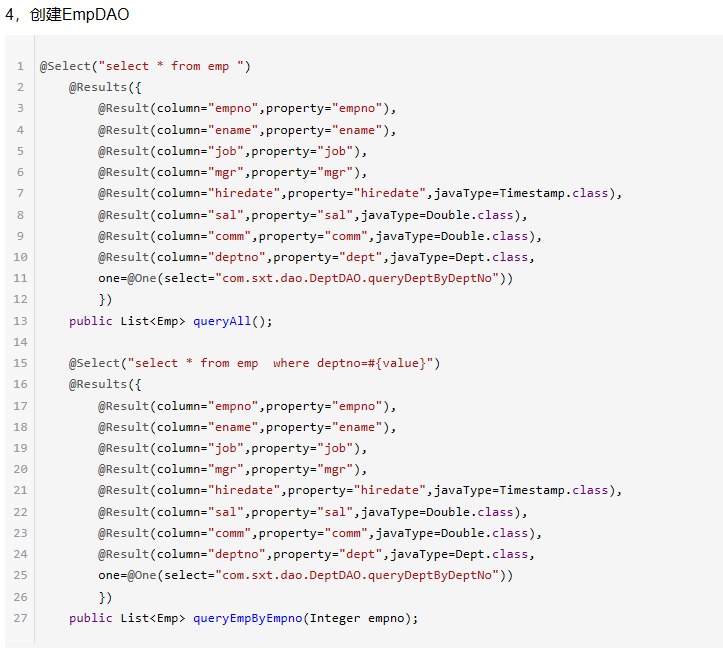 4，创建EmpDAO
1 @Select("select * from emp ")
2 @Results({
3 @Result(column="empno",property="empno"),
4 @Result(column="ename",property="ename"),
5 @Result(column="job",property="job"),
6 @Result(column="mgr",property="mgr"),
7 @Result(column="hiredate",property="hiredate",javaType=Timestamp.class),
8 @Result(column="sal",property="sal",javaType=Double.class),
9 @Result(column="comm",property="comm",javaType=Double.class),
10 @Result(column="deptno",property="dept",javaType=Dept.class,
11 one=@One(select="com.sxt.dao.DeptDAO.queryDeptByDeptNo"))
12 })
13 public List<Emp> queryAll();
14
15 @Select("select * from emp  where deptno=#{value}")
16 @Results({
17 @Result(column="empno",property="empno"),
18 @Result(column="ename",property="ename"),
19 @Result(column="job",property="job"),
20 @Result(column="mgr",property="mgr"),
21 @Result(column="hiredate",property="hiredate",javaType=Timestamp.class),
22 @Result(column="sal",property="sal",javaType=Double.class),
23 @Result(column="comm",property="comm",javaType=Double.class),
24 @Result(column="deptno",property="dept",javaType=Dept.class,
25 one=@One(select="com.sxt.dao.DeptDAO.queryDeptByDeptNo"))
26 })
27 public List<Emp> queryEmpByEmpno(Integer empno);